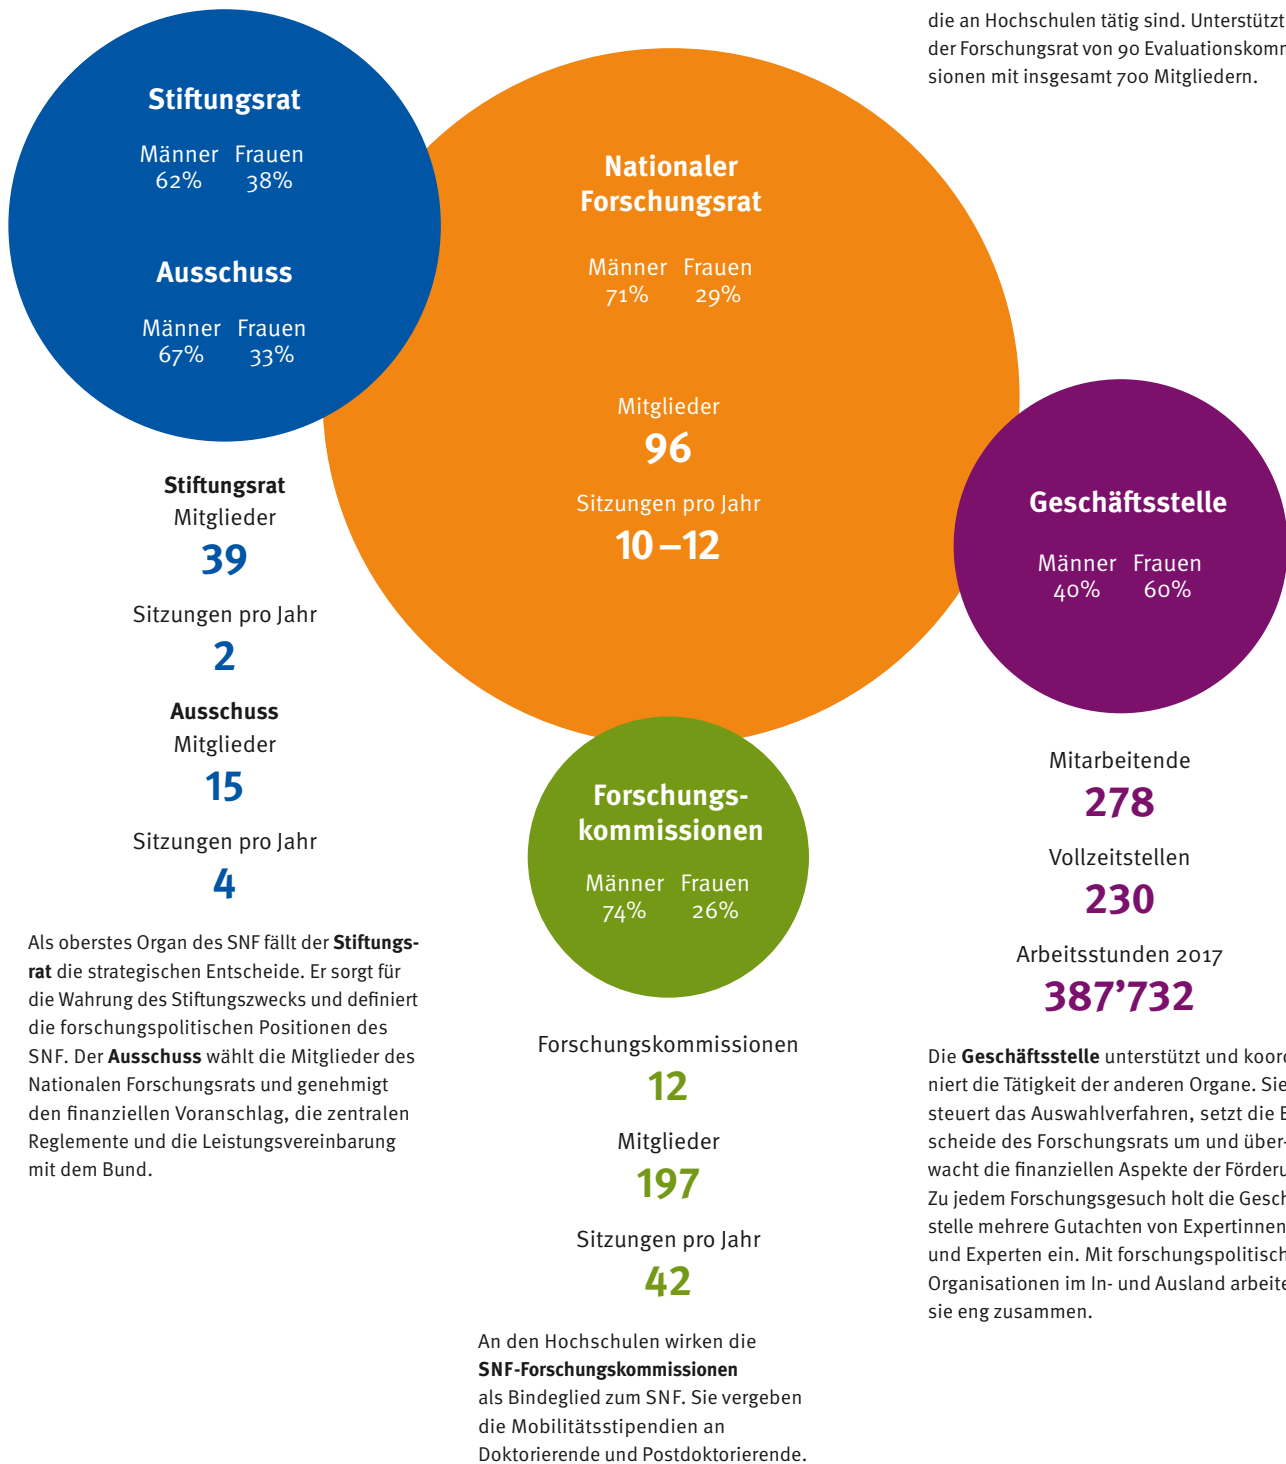 die an Hochschulen tätig sind. Unterstützt
der Forschungsrat von 90 Evaluationskomm
sionen mit insgesamt 700 Mitgliedern.
Stiftungsrat
Männer Frauen
62% 38%
Ausschuss
Männer Frauen
67% 33%
Nationaler
Forschungsrat
Männer Frauen
71% 29%
Mitglieder
96
Sitzungen pro Jahr
10–12
Geschäftsstelle
Männer Frauen
40% 60%
Stiftungsrat
Mitglieder
39
Sitzungen pro Jahr
2
Ausschuss
Mitglieder
15
Sitzungen pro Jahr
4
Als oberstes Organ des SNF fällt der Stiftungs-
rat die strategischen Entscheide. Er sorgt für
die Wahrung des Stiftungszwecks und definiert
die forschungspolitischen Positionen des
SNF. Der Ausschuss wählt die Mitglieder des
Nationalen Forschungsrats und genehmigt
den finanziellen Voranschlag, die zentralen
Reglemente und die Leistungsvereinbarung
mit dem Bund.
Forschungs-
kommissionen
Männer Frauen
74% 26%
Forschungskommissionen
12
Mitglieder
197
Sitzungen pro Jahr
42
An den Hochschulen wirken die
SNF-Forschungskommissionen
als Bindeglied zum SNF. Sie vergeben
die Mobilitätsstipendien an
Doktorierende und Postdoktorierende.
Mitarbeitende
278
Vollzeitstellen
230
Arbeitsstunden 2017
387’732
Die Geschäftsstelle unterstützt und koord
niert die Tätigkeit der anderen Organe. Sie
steuert das Auswahlverfahren, setzt die E
scheide des Forschungsrats um und über-
wacht die finanziellen Aspekte der Förderu
Zu jedem Forschungsgesuch holt die Gesch
stelle mehrere Gutachten von Expertinnen
und Experten ein. Mit forschungspolitisch
Organisationen im In- und Ausland arbeite
sie eng zusammen.